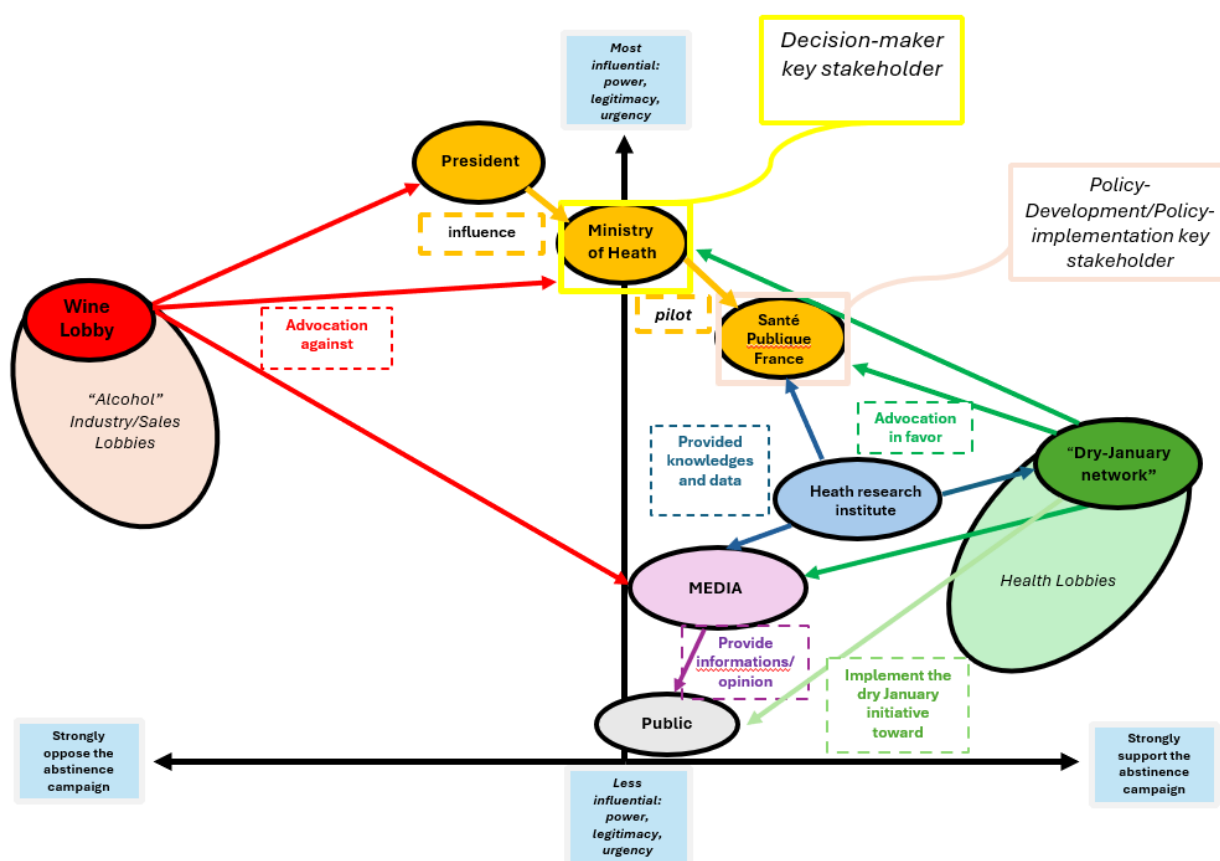 Decision-maker
key stakeholder
Most
influential:
power,
legitimacy,
urgency
President
Policy-
Development/Policy-
implementation key
stakeholder
influence
Ministry
of Heath
Wine
Lobby
pilot
Santé
Publique
France
Advocation
against
"Alcohol"
Industry/Sales
Lobbies
Advocation
in favor
Provided
knowledges
and data
"Dry-January
network"
Heath research
institute
MEDIA
Health Lobbies
Provide
informations/
opinion
Implement the
dry January
initiative
toward
Public
Strongly
oppose the
abstinence
campaign
Strongly
support the
abstinence
campaign
Less
influential:
power,
legitimacy,
urgency